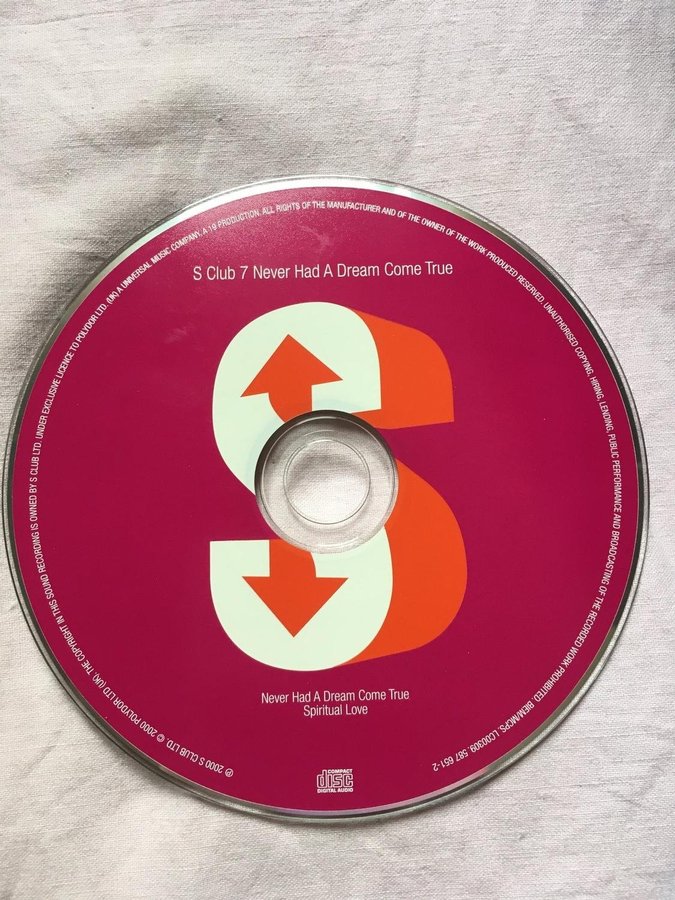 S Club 7 Never Had A Dream Come True
Never Had A Dream Come True
Spiritual Love
COMPACT
disc
DIGITAL AUDIO
℗ 2000 S CLUB LTD. © 2000 POLYDOR LTD (UK). THE COPYRIGHT IN THIS SOUND RECORDING IS OWNED BY S CLUB LTD. UNDER EXCLUSIVE LICENCE TO POLYDOR LTD. (UK) A UNIVERSAL MUSIC COMPANY. A 19 PRODUCTION. ALL RIGHTS OF THE MANUFACTURER AND OF THE OWNER OF THE WORK PRODUCED RESERVED. UNAUTHORISED COPYING, HIRING, LENDING, PUBLIC PERFORMANCE AND BROADCASTING OF THE RECORDED WORK PROHIBITED. BIEM/MCPS. LC00309. 587 651-2